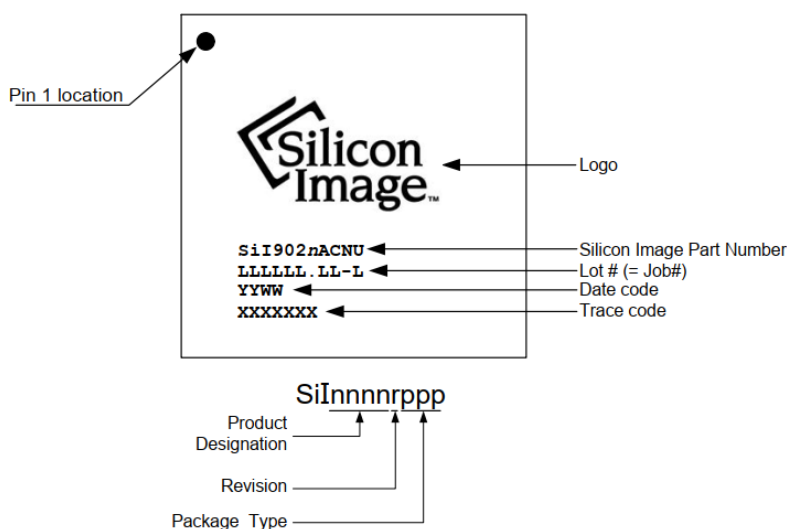 Pin 1 location
Silicon
Image™
Logo
SiI902nACNU
Silicon Image Part Number
LLLLLL.LL-L
Lot # (= Job#)
YYWW
Date code
XXXXXXX
Trace code
SiInnnnrppp
Product
Designation
Revision
Package Type